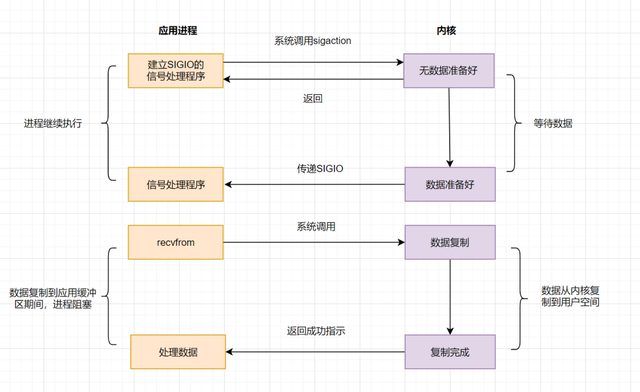 应用进程
内核
系统调用sigaction
建立SIGIO的
信号处理程序
无数据准备好
返回
进程继续执行
等待数据
传递SIGIO
信号处理程序
数据准备好
系统调用
recvfrom
数据复制
数据复制到应用缓冲
区期间，进程阻塞
数据从内核复
制到用户空间
返回成功指示
处理数据
复制完成